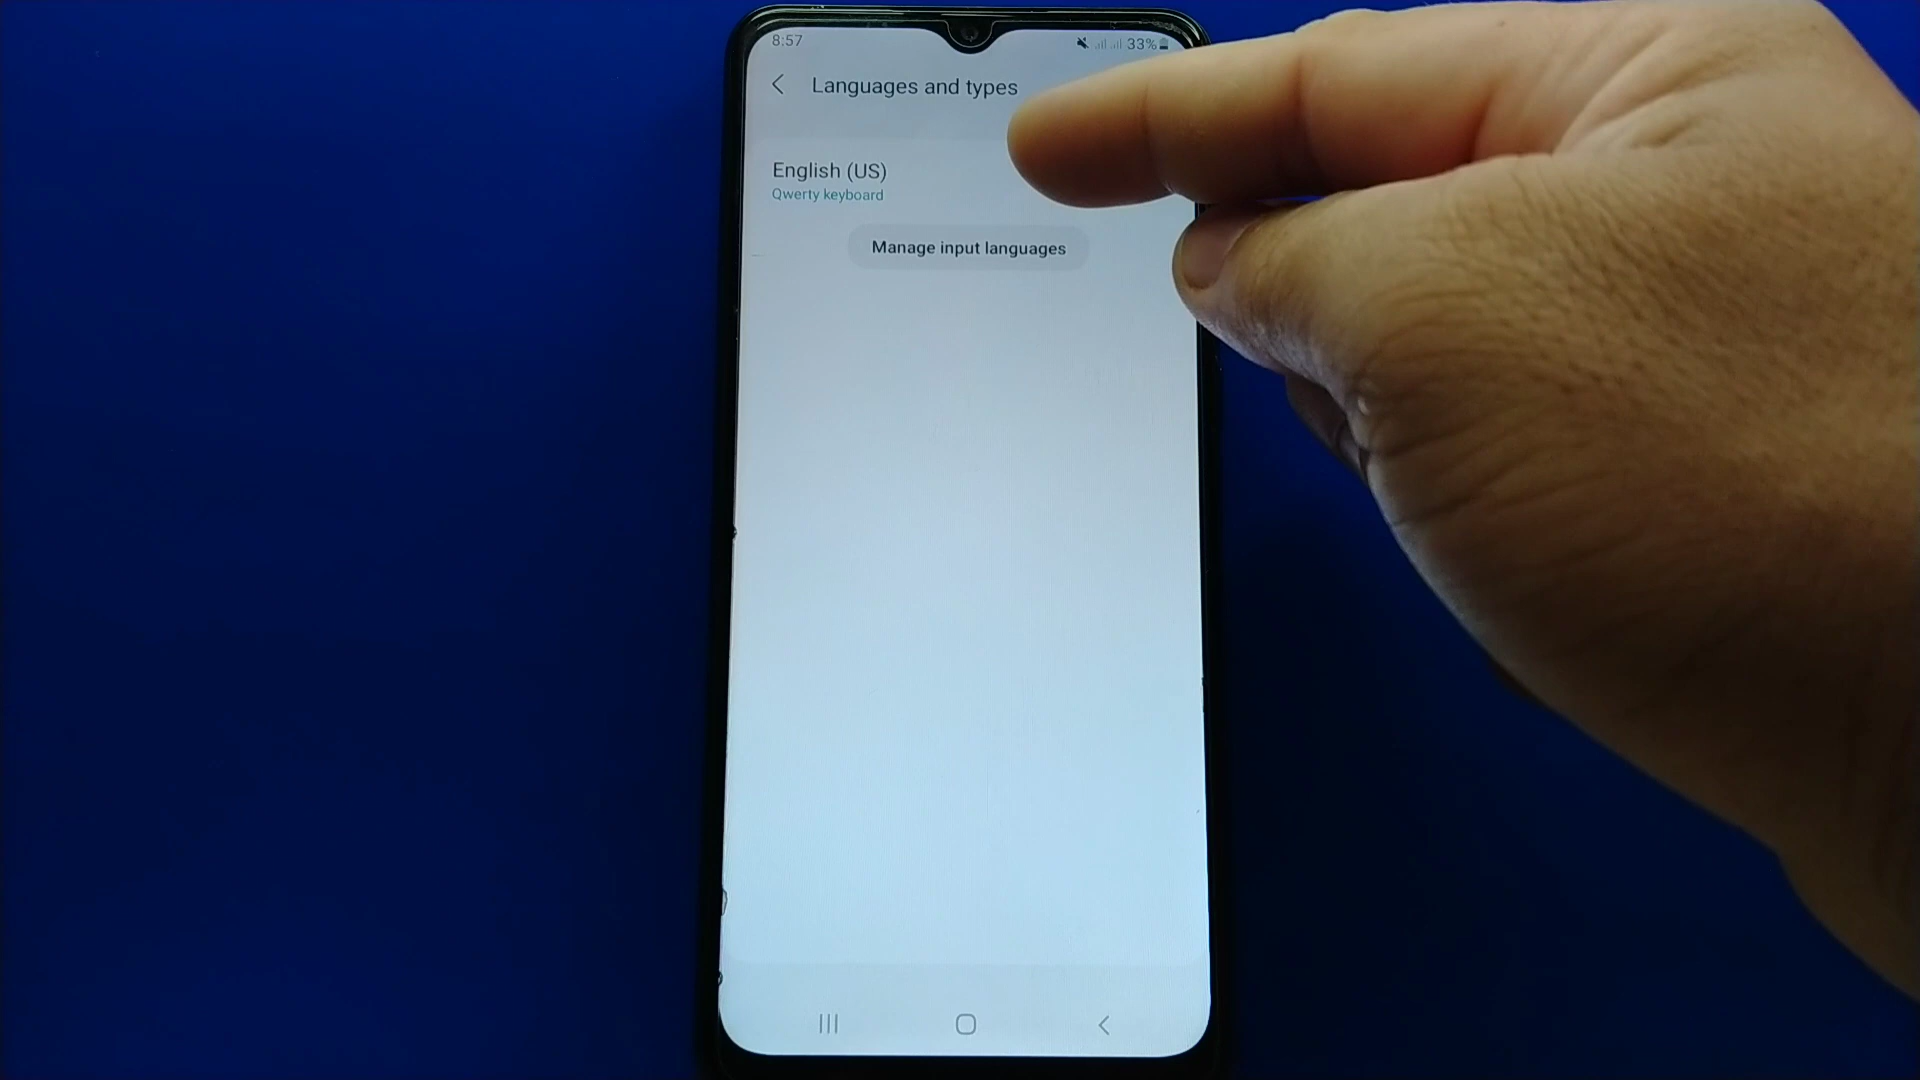 8:57
33%
Languages and types
English (US)
Qwerty keyboard
Manage input languages